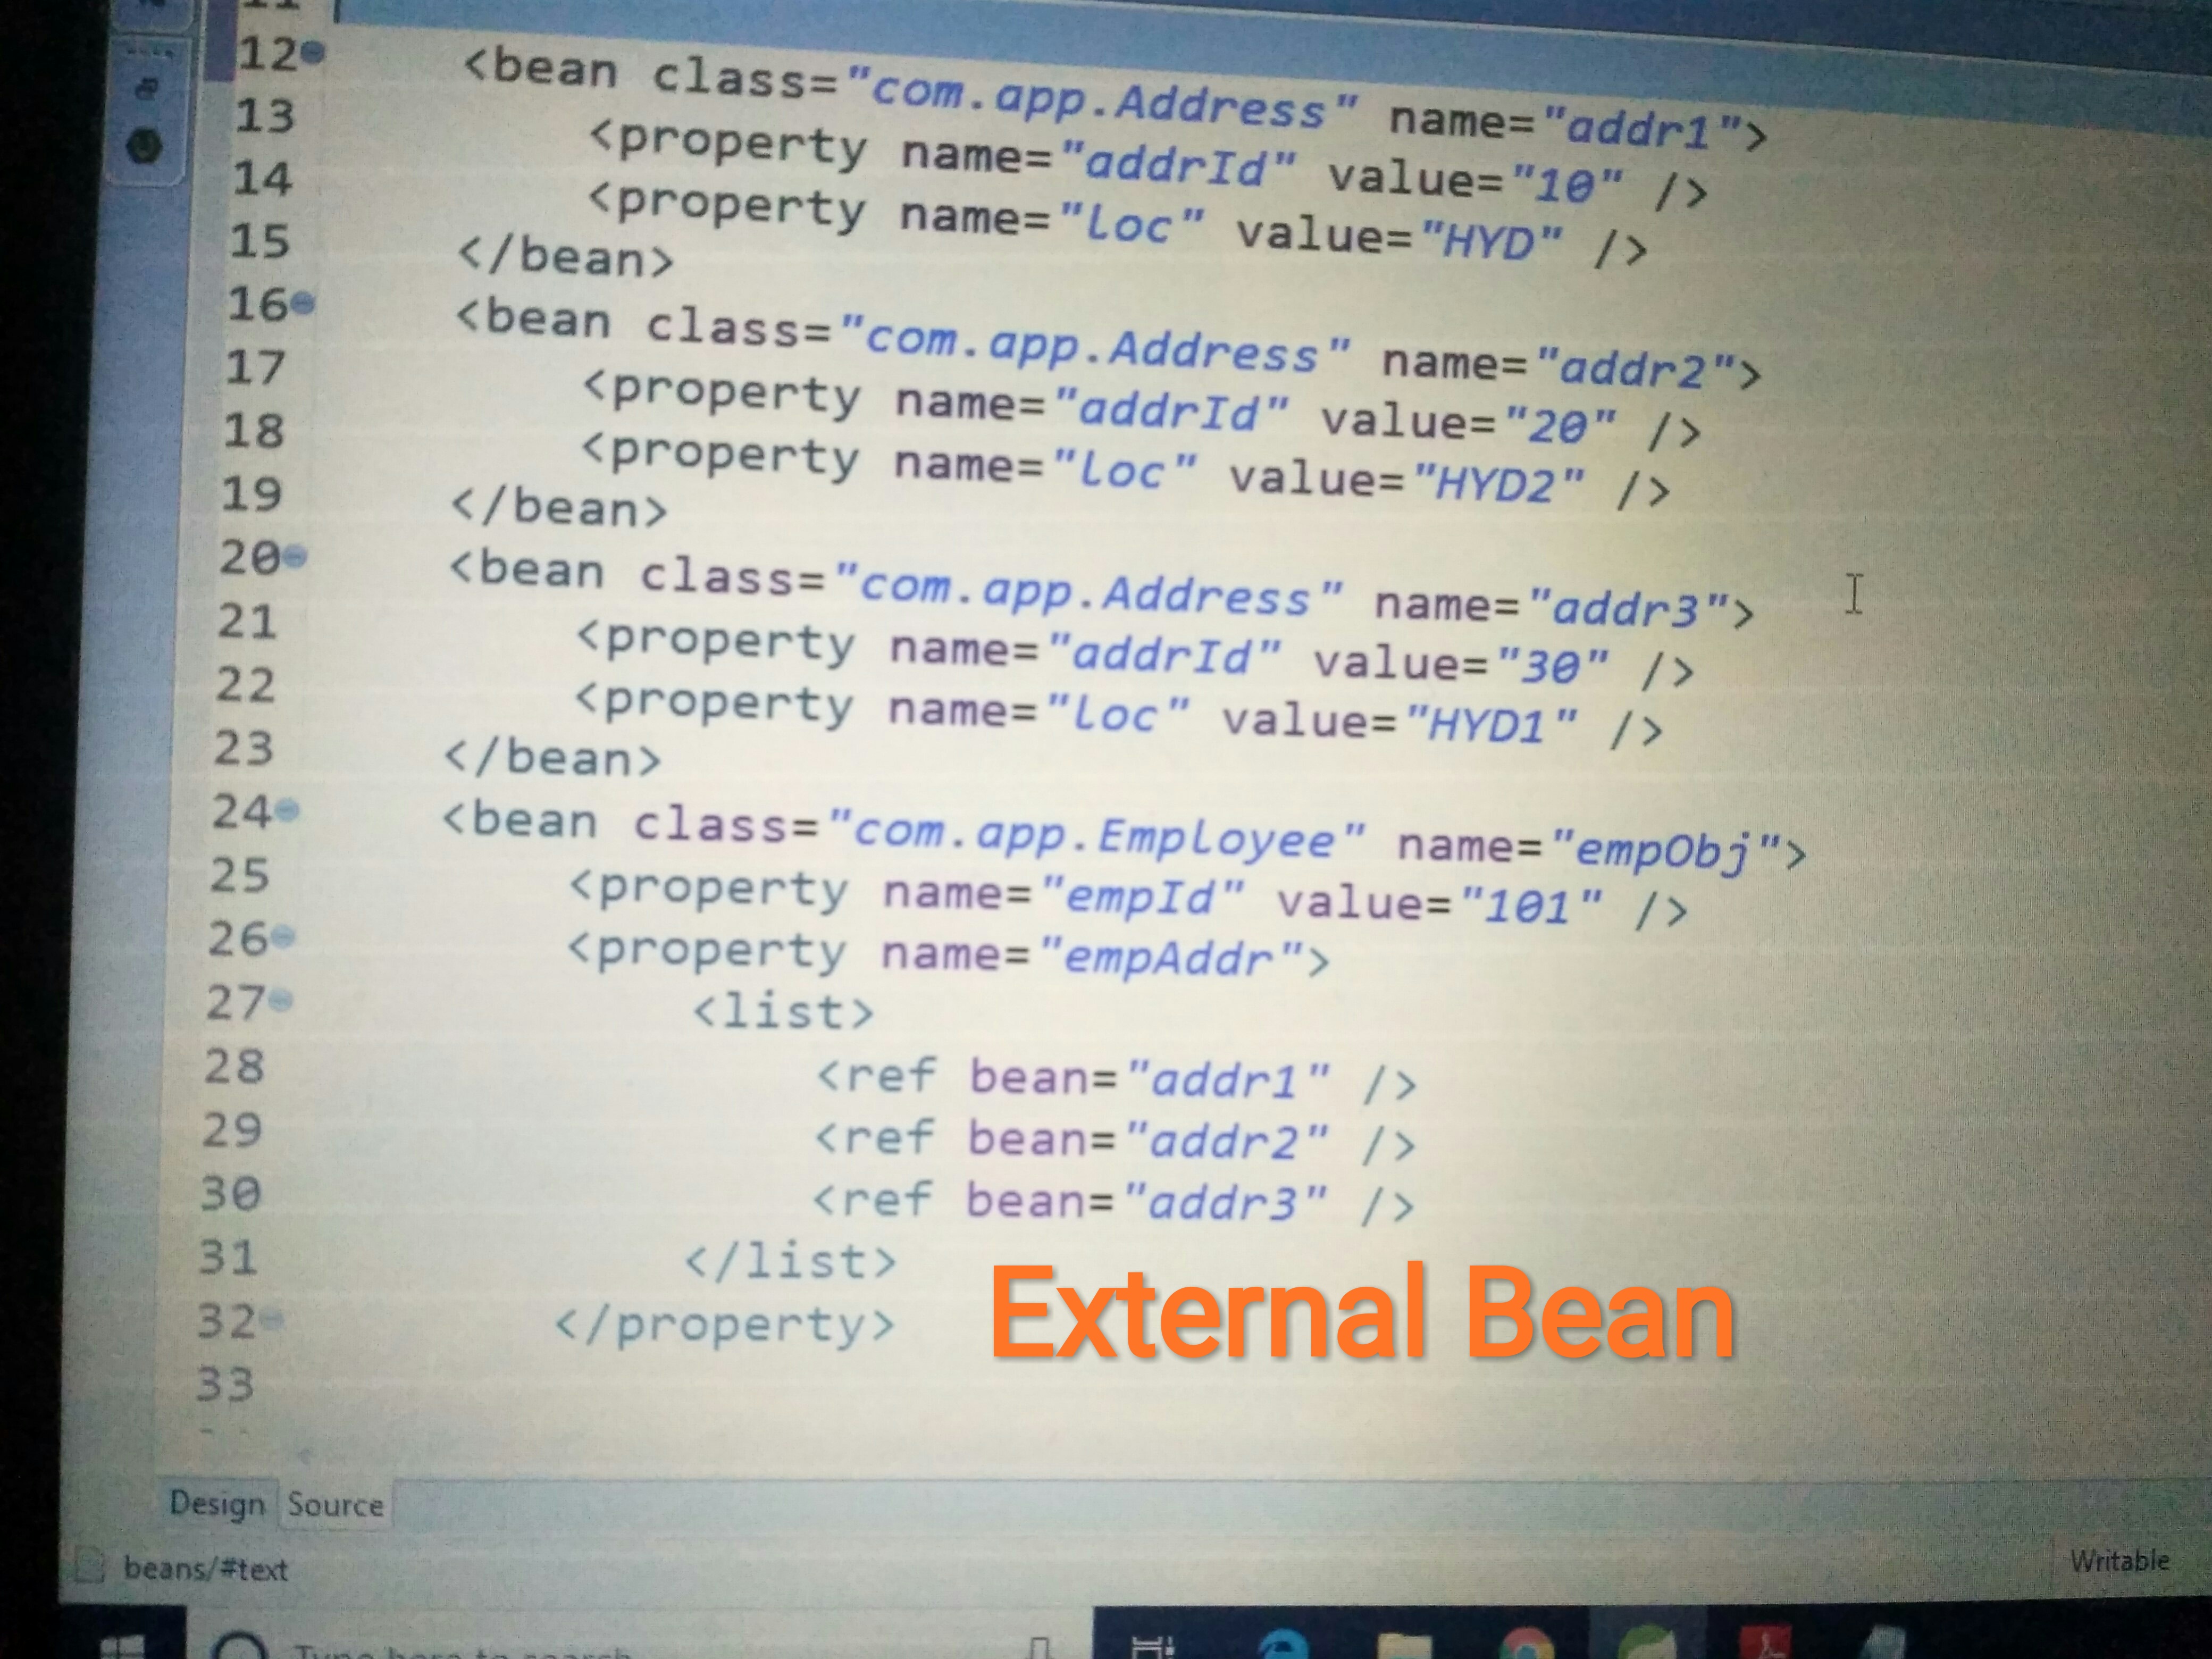 12 <bean class="com.app.Address" name="addr1">
13 <property name="addrId" value="10" />
14 <property name="loc" value="HYD" />
15 </bean>
16 <bean class="com.app.Address" name="addr2">
17 <property name="addrId" value="20" />
18 <property name="loc" value="HYD2" />
19 </bean>
20 <bean class="com.app.Address" name="addr3">
21 <property name="addrId" value="30" />
22 <property name="loc" value="HYD1" />
23 </bean>
24 <bean class="com.app.Employee" name="empObj">
25 <property name="empId" value="101" />
26 <property name="empAddr">
27 <list>
28 <ref bean="addr1" />
29 <ref bean="addr2" />
30 <ref bean="addr3" />
31 </list>
32 </property>
33
External Bean
Design Source
beans/#text Writable